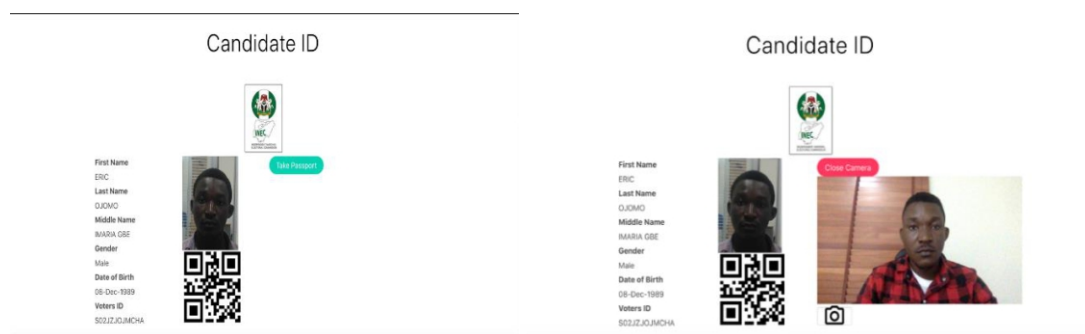 Candidate ID
INEC
First Name
ERIC
Take Passport
Last Name
OJOMO
Middle Name
IMARIA GBE
Gender
Male
Date of Birth
08-Dec-1989
Voters ID
S02JZJOJMCHA
Candidate ID
INEC
First Name
ERIC
Close Camera
Last Name
OJOMO
Middle Name
IMARIA GBE
Gender
Male
Date of Birth
08-Dec-1989
Voters ID
S02JZJOJMCHA